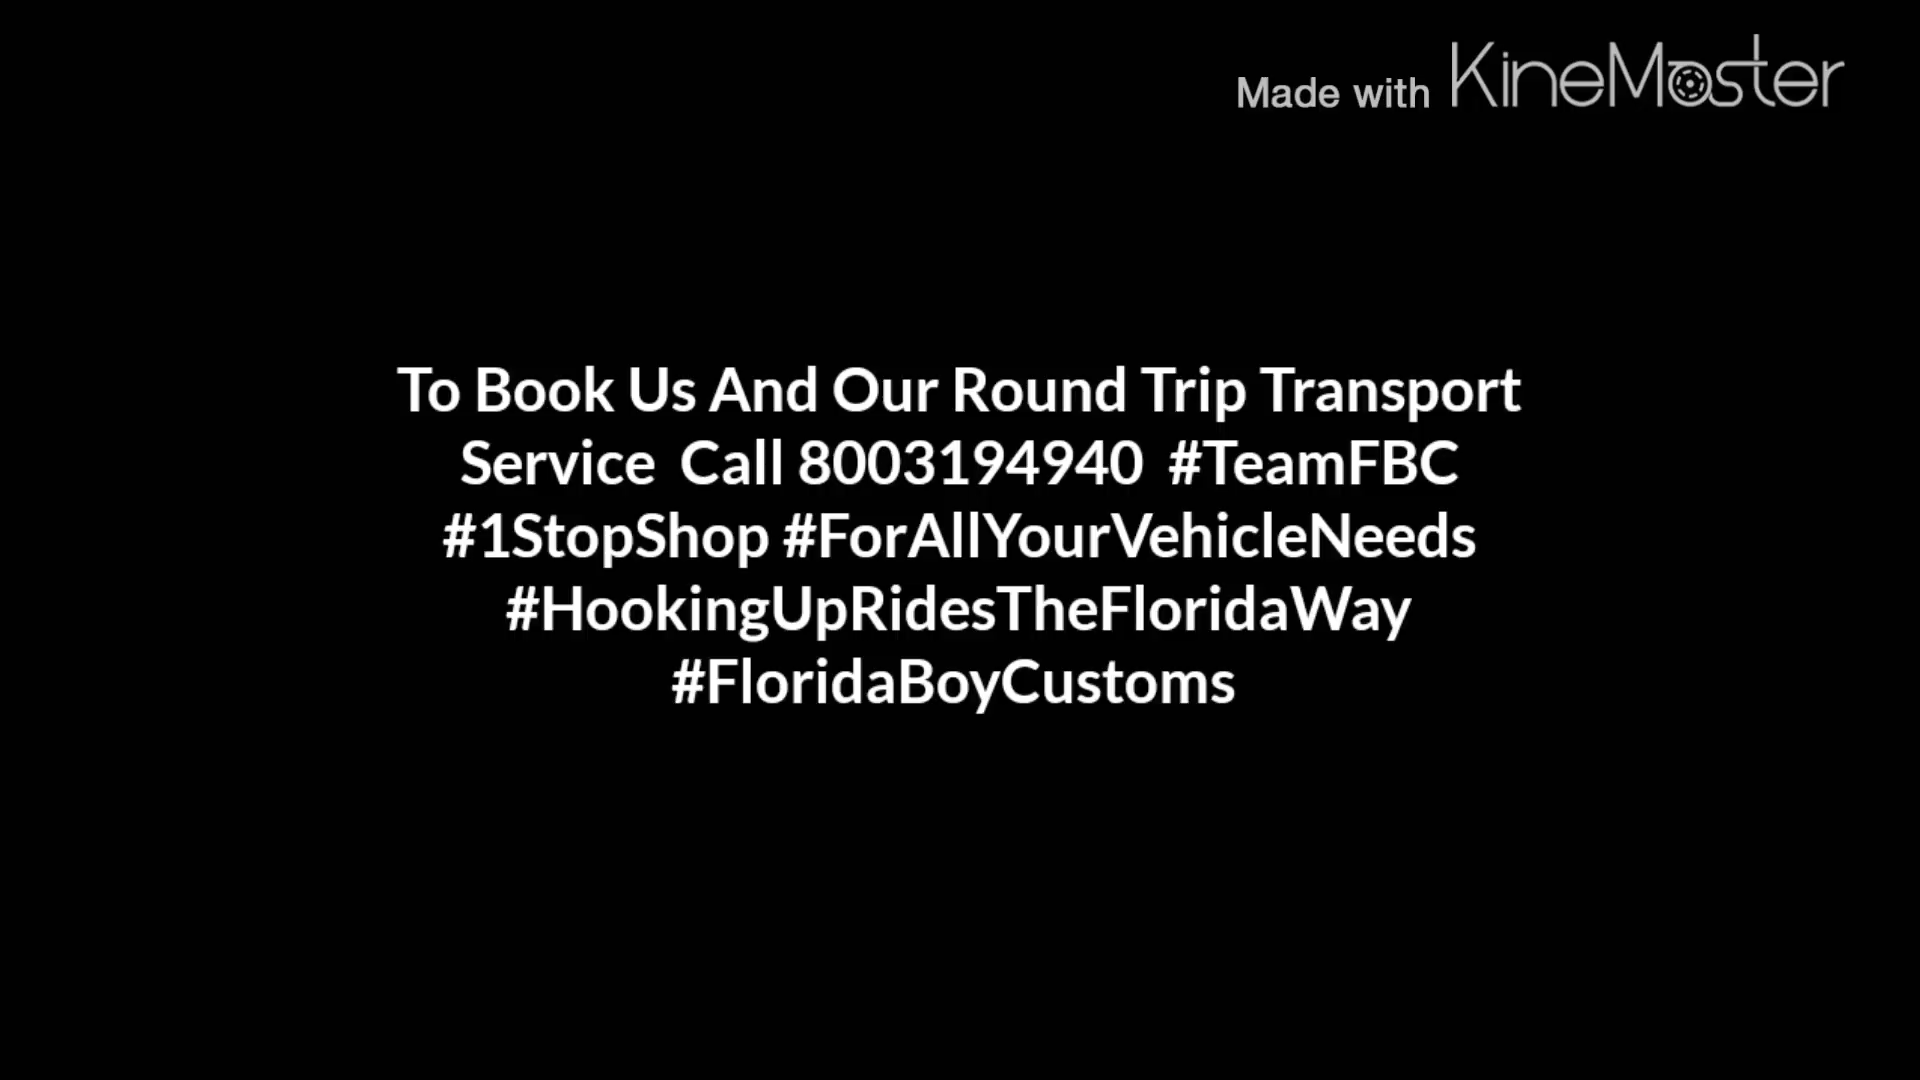 Made with KineMaster
To Book Us And Our Round Trip Transport
Service  Call 8003194940  #TeamFBC
#1StopShop #ForAllYourVehicleNeeds
#HookingUpRidesTheFloridaWay
#FloridaBoyCustoms